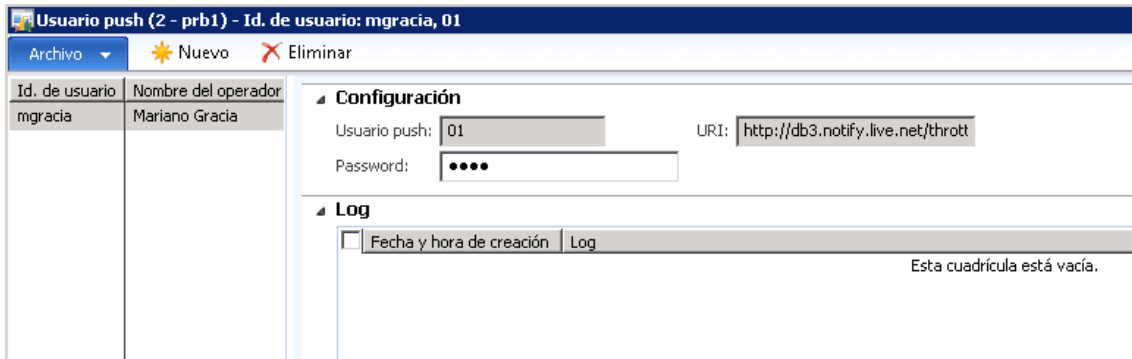 Usuario push (2 - prb1) - Id. de usuario: mgracia, 01
Archivo Nuevo Eliminar
Id. de usuario Nombre del operador
mgracia Mariano Gracia
Configuración
Usuario push: 01 URI: http://db3.notify.live.net/thrott
Password: ●●●●
Log
Fecha y hora de creación Log
Esta cuadrícula está vacía.